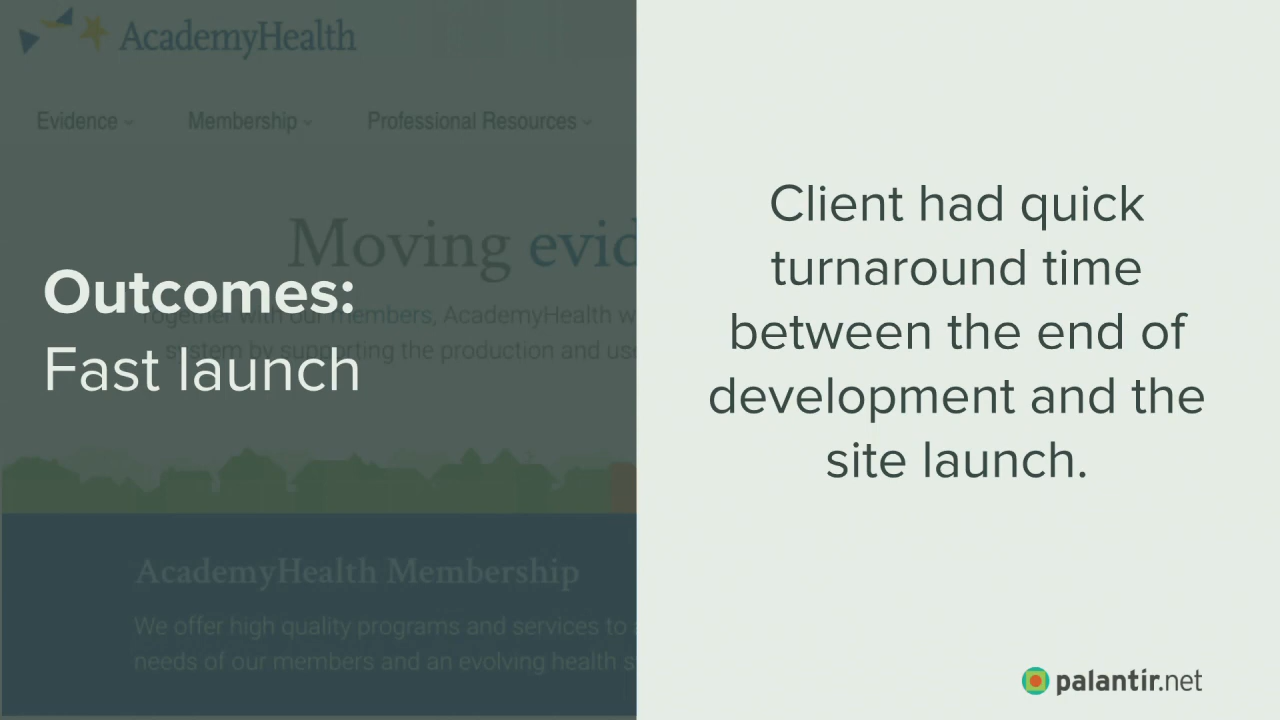 AcademyHealth
Evidence
Membership
Professional Resources
Moving evid
Outcomes:
Together with our members, AcademyHealth w
system by supporting the production and use
Fast launch
AcademyHealth Membership
We offer high quality programs and services to
needs of our members and an evolving health s
Client had quick
turnaround time
between the end of
development and the
site launch.
palantir.net